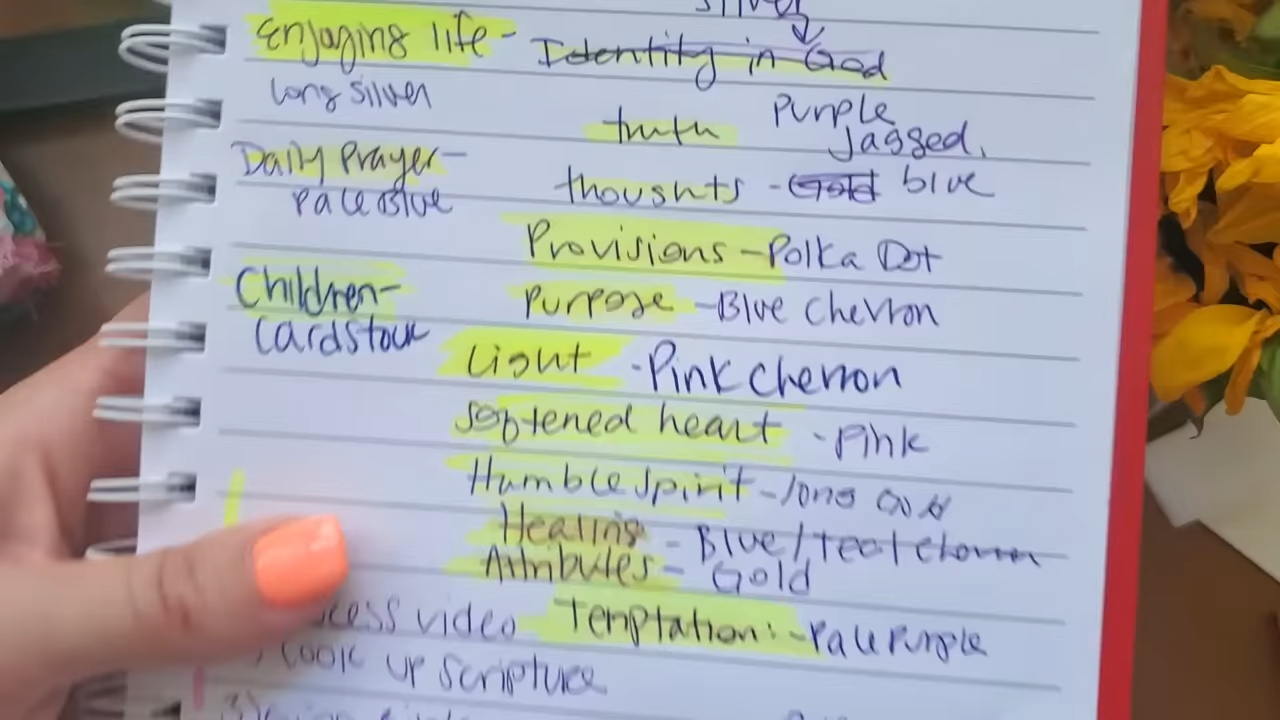 silver
Enjoying life - Identity in God
long silver
truth Purple
Jagged.
Daily Prayer-
Pale Blue
thoughts - Gold blue
Provisions - Polka Dot
Children-
Cardstock
Purpose - Blue Chevron
Light - Pink Chevron
Softened heart - Pink
Humble Spirit - long
Healing - Blue/teal chevron
Attributes - Gold
video Temptation: - Pale Purple
Look up Scripture
3)